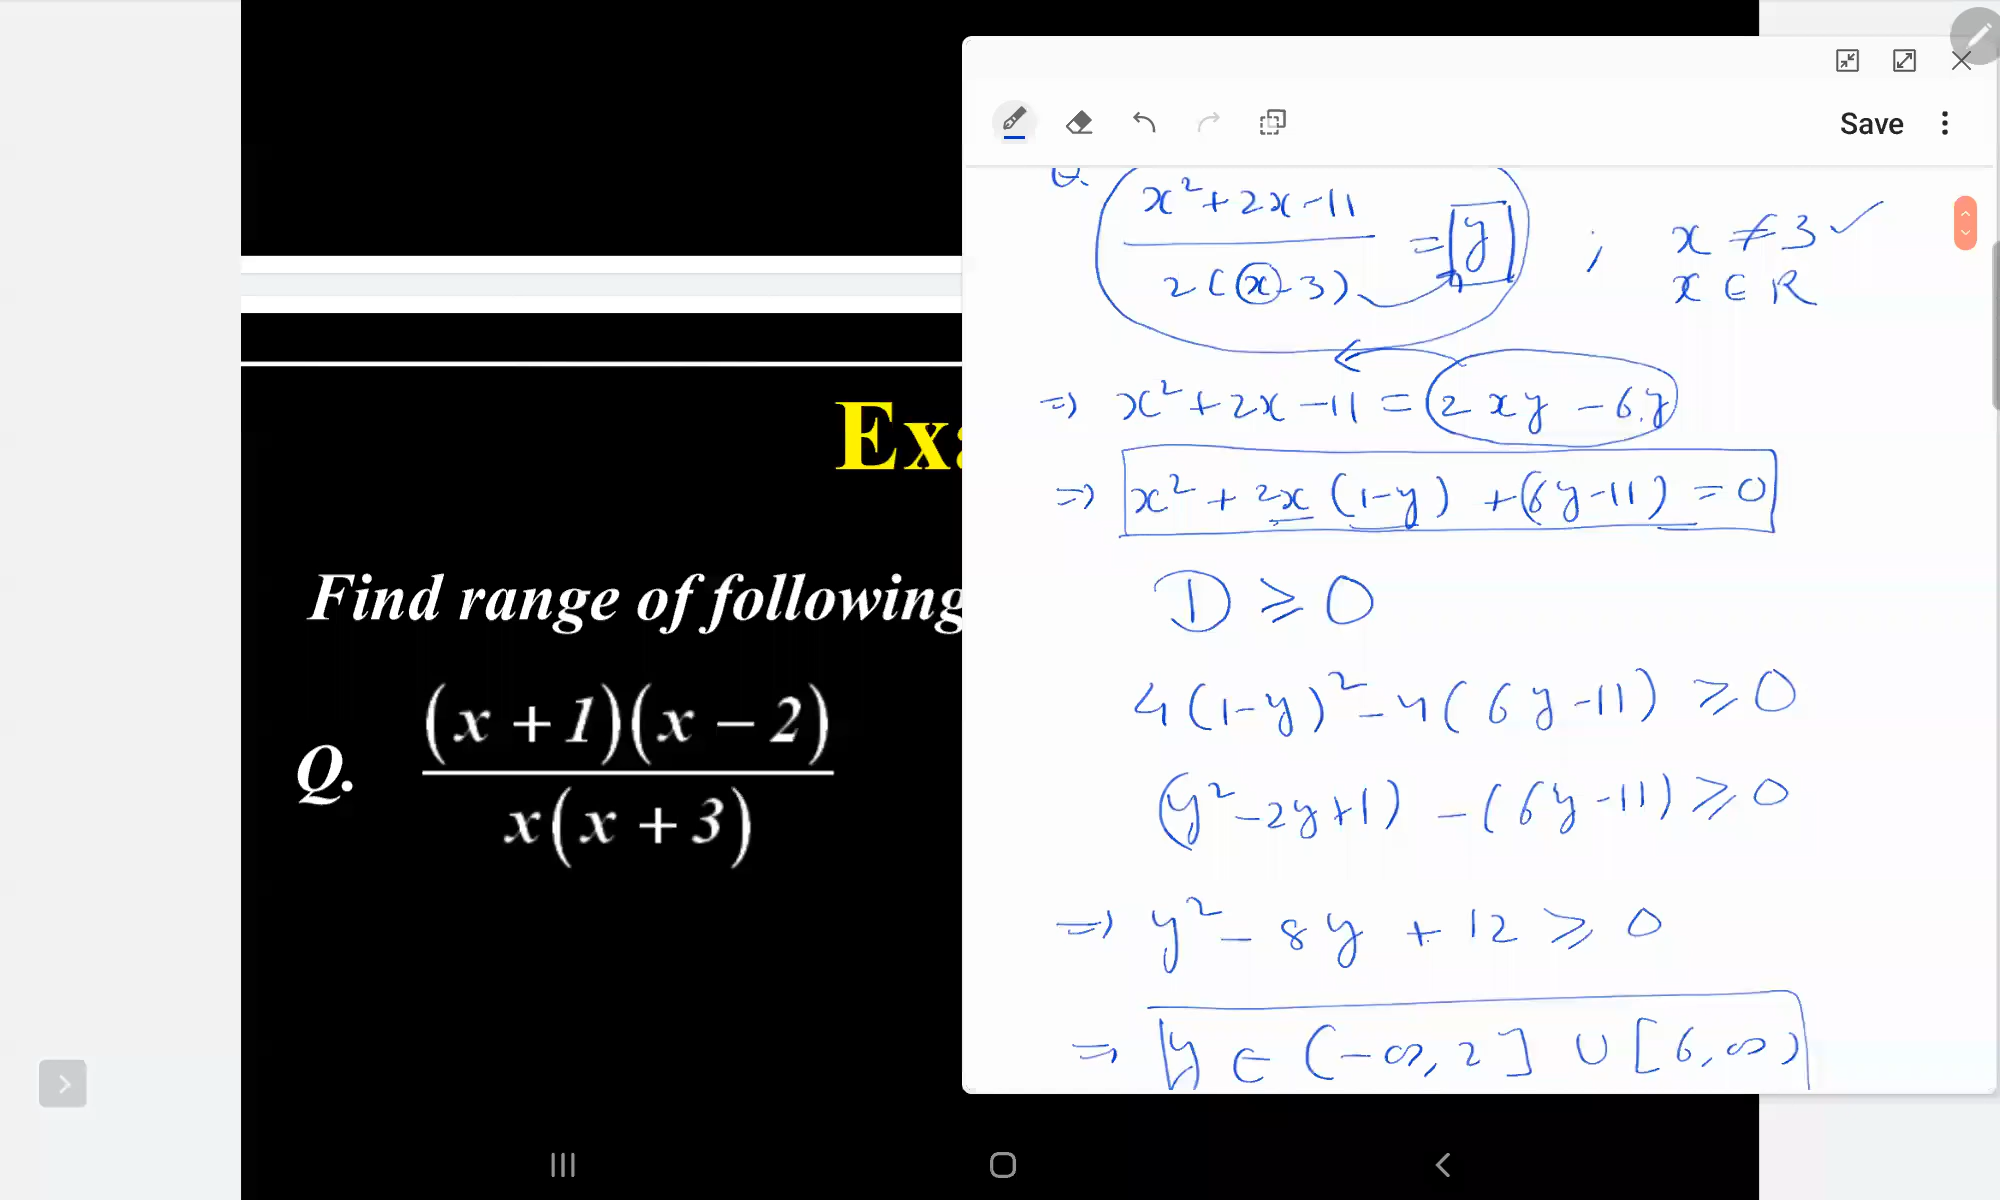 Exa
Find range of following
Q. (x + 1)(x − 2)
x(x + 3)
Save
x² + 2x - 11
= y ; x ≠ 3 ✓
2(x-3)
x ∈ R
=> x² + 2x - 11 = 2xy - 6y
=> x² + 2x (1-y) + (6y-11) = 0
D ≥ 0
4(1-y)² - 4(6y-11) ≥ 0
(y² - 2y + 1) - (6y-11) ≥ 0
=> y² - 8y + 12 ≥ 0
=> y ∈ (-∞, 2] ∪ [6, ∞)